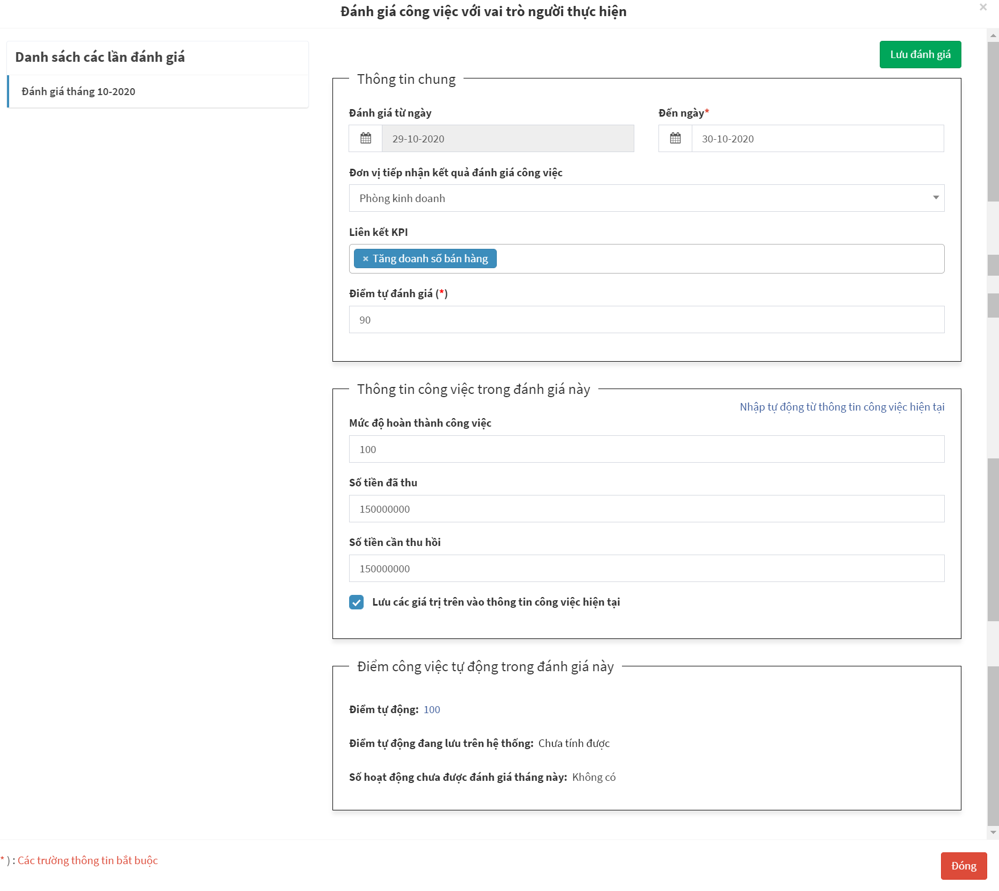 Đánh giá công việc với vai trò người thực hiện
×
Danh sách các lần đánh giá
Đánh giá tháng 10-2020
Lưu đánh giá
Thông tin chung
Đánh giá từ ngày
Đến ngày*
29-10-2020
30-10-2020
Đơn vị tiếp nhận kết quả đánh giá công việc
Phòng kinh doanh
Liên kết KPI
× Tăng doanh số bán hàng
Điểm tự đánh giá (*)
90
Thông tin công việc trong đánh giá này
Nhập tự động từ thông tin công việc hiện tại
Mức độ hoàn thành công việc
100
Số tiền đã thu
150000000
Số tiền cần thu hồi
150000000
Lưu các giá trị trên vào thông tin công việc hiện tại
Điểm công việc tự động trong đánh giá này
Điểm tự động: 100
Điểm tự động đang lưu trên hệ thống: Chưa tính được
Số hoạt động chưa được đánh giá tháng này: Không có
* ) : Các trường thông tin bắt buộc
Đóng